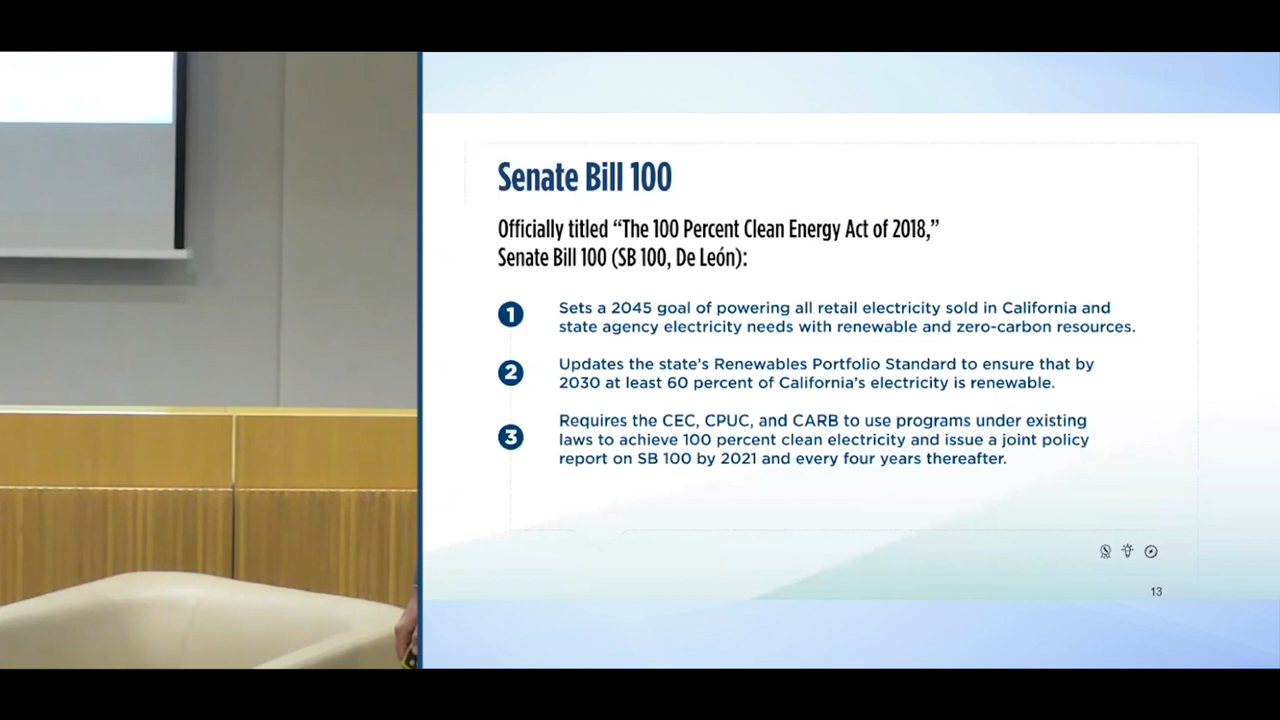 Senate Bill 100
Officially titled “The 100 Percent Clean Energy Act of 2018,”
Senate Bill 100 (SB 100, De León):
1 Sets a 2045 goal of powering all retail electricity sold in California and
state agency electricity needs with renewable and zero-carbon resources.
2 Updates the state’s Renewables Portfolio Standard to ensure that by
2030 at least 60 percent of California’s electricity is renewable.
3 Requires the CEC, CPUC, and CARB to use programs under existing
laws to achieve 100 percent clean electricity and issue a joint policy
report on SB 100 by 2021 and every four years thereafter.
13